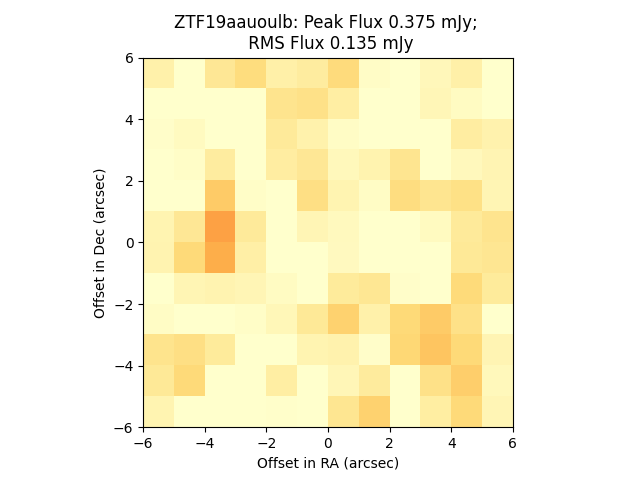 ZTF19aauoulb: Peak Flux 0.375 mJy;
RMS Flux 0.135 mJy
6
4
2
0
−2
−4
−6
Offset in Dec (arcsec)
−6 −4 −2 0 2 4 6
Offset in RA (arcsec)